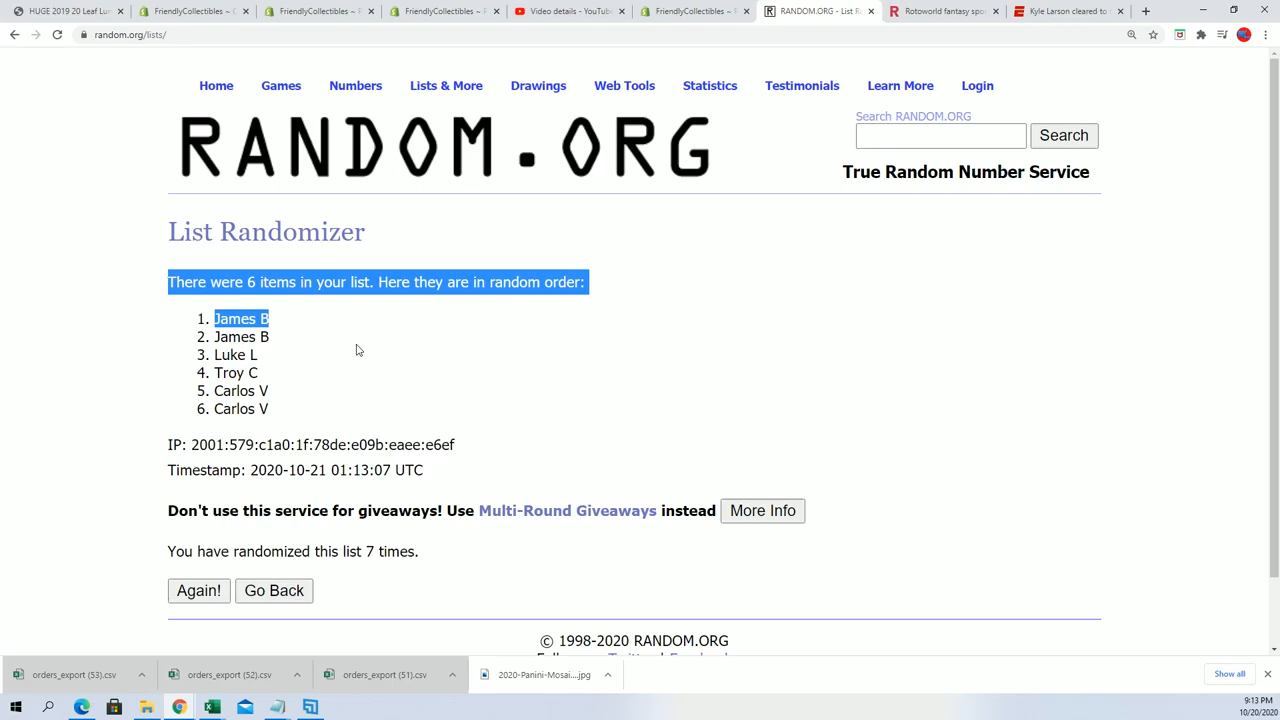 HUGE 2019 20 Leaf Lu
FriendlyCollectibles ~
FriendlyCollectibles ~
FriendlyCollectibles ~
Video details - YouTube
FriendlyCollectibles ~
RANDOM.ORG - List R
Rotoworld fantasy spo
Kyle Larson cleared to
random.org/lists/
Home Games Numbers Lists & More Drawings Web Tools Statistics Testimonials Learn More Login
RANDOM.ORG
Search RANDOM.ORG
Search
True Random Number Service
List Randomizer
There were 6 items in your list. Here they are in random order:
1. James B
2. James B
3. Luke L
4. Troy C
5. Carlos V
6. Carlos V
IP: 2001:579:c1a0:1f:78de:e09b:eaee:e6ef
Timestamp: 2020-10-21 01:13:07 UTC
Don't use this service for giveaways! Use Multi-Round Giveaways instead More Info
You have randomized this list 7 times.
Again! Go Back
© 1998-2020 RANDOM.ORG
orders_export (53).csv
orders_export (52).csv
orders_export (51).csv
2020-Panini-Mosai....jpg
Show all
9:13 PM
10/20/2020